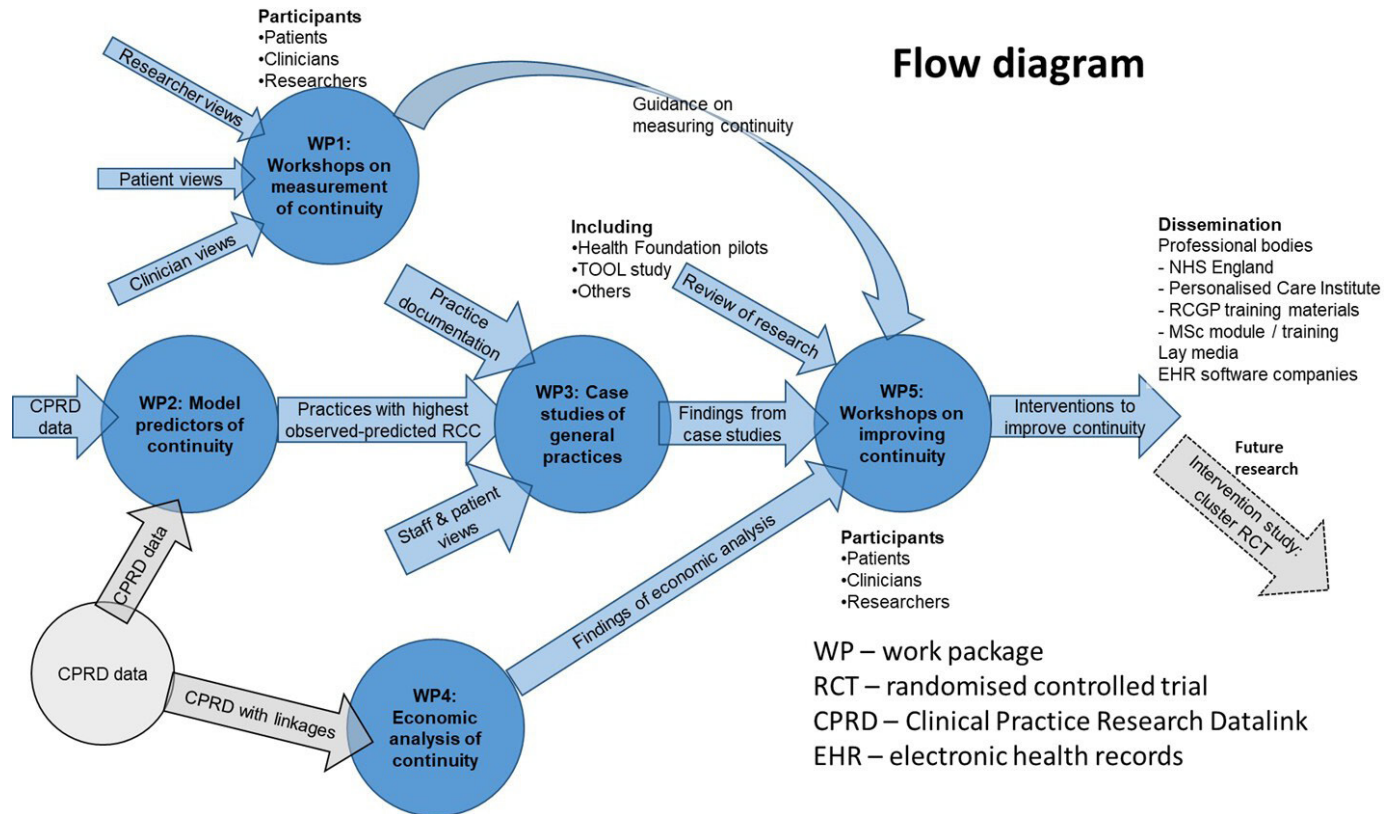 Flow diagram
Participants
•Patients
•Clinicians
•Researchers
Researcher views
Patient views
Clinician views
WP1:
Workshops on
measurement
of continuity
Guidance on
measuring continuity
Including
•Health Foundation pilots
•TOOL study
•Others
Review of research
Practice
documentation
CPRD
data
WP2: Model
predictors of
continuity
Practices with highest
observed-predicted RCC
WP3: Case
studies of
general
practices
Staff & patient
views
Findings from
case studies
WP5:
Workshops on
improving
continuity
Interventions to
improve continuity
Dissemination
Professional bodies
- NHS England
- Personalised Care Institute
- RCGP training materials
- MSc module / training
Lay media
EHR software companies
Future
research
Intervention study:
cluster RCT
CPRD data
CPRD data
CPRD with linkages
WP4:
Economic
analysis of
continuity
Findings of economic analysis
Participants
•Patients
•Clinicians
•Researchers
WP – work package
RCT – randomised controlled trial
CPRD – Clinical Practice Research Datalink
EHR – electronic health records